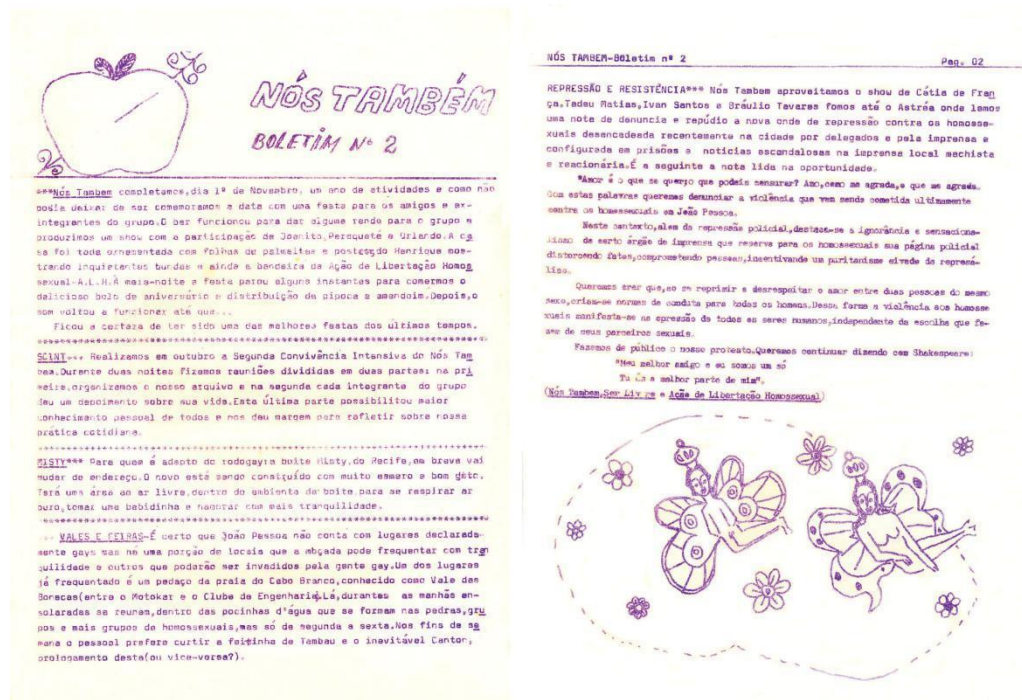 NÓS TAMBÉM
BOLETIM Nº 2
***Nós Tambem completamos,dia 1º de Novembro, um ano de atividades e como não
podia deixar de ser comemoramos a data com uma festa para os amigos e ex-
integrantes do grupo.O bar funcionou para dar alguma renda para o grupo e
produzimos um show com a participação de Joanita,Peroquete e Urlando.A ca
sa foi toda ornamentada com folhas de palmeiras e posters do Henrique mos-
trando inquietantes bundas e ainda a bandeira da Ação de Libertação Homos
sexual-A.L.H.À meia-noite a festa parou alguns instantes para comermos o
delicioso bolo de aniversário e distribuição de pipoca e amendoim.Depois,o
som voltou a funcionar até que...
Ficou a certeza de ter sido uma das melhores festas dos últimos tempos.
SCINT*** Realizamos em outubro a Segunda Convivência Intensiva do Nós Tam
bem.Durante duas noites fizemos reuniões divididas em duas partes: na pri
meira,organizamos o nosso arquivo e na segunda cada integrante do grupo
deu um depoimento sobre sua vida.Esta última parte possibilitou maior
conhecimento pessoal de todos e nos deu margem para refletir sobre nossa
prática cotidiana.
MISTY*** Para quem é adepto do rodogay:a boite Misty,do Recife,em breve vai
mudar de endereço.O novo está sendo construído com muito esmero e bom gôto.
Terá uma área ao ar livre,dentro do ambiente da boite,para se respirar ar
puro,tomar uma bebidinha e namorar com mais tranquilidade.
VALES E FEIRAS-É certo que João Pessoa não conta com lugares declarada-
mente gays mas há uma porção de locais que a moçada pode frequentar com tran
quilidade e outros que poderão ser invadidos pela gente gay.Um dos lugares
já frequentado é um pedaço da praia do Cabo Branco,conhecido como Vale das
Bonecas(entre o Motokar e o Clube de Engenharia).Lá,durantes as manhãs en-
solaradas se reunem,dentro das pocinhas d'água que se formam nas pedras,gru
pos e mais grupos de homossexuais,mas só de segunda a sexta.Nos fins de se
mana o pessoal prefere curtir a feirinha de Tambau e o inevitável Canton,
prologamento desta(ou vice-versa?).
NÓS TAMBEM-Boletim nº 2 Pag. 02
REPRESSÃO E RESISTÊNCIA*** Nós Tambem aproveitamos o show de Cátia de Fran
ça,Tadeu Matias,Ivan Santos e Bráulio Tavares fomos até o Astréa onde lemos
uma nota de denuncia e repúdio a nova onde de repressão contra os homosse-
xuais desencadeada recentemente na cidade por delegados e pela imprensa e
configurada em prisões a noticias escandalosas na imprensa local machista
e reacionária.É a seguinte a nota lida na oportunidade.
"Amor é o que se quer,o que podeis censurar? Amo,como me agrada,o que me agrada.
Com estas palavras queremos denunciar a violência que vem sendo cometida ultimamente
contra os homossexuais em João Pessoa.
Neste contexto,alem da repressão policial,destaca-se a ignorância e sensaciona-
lismo de certo órgão de imprensa que reserva para os homossexuais sua página policial
distorcendo fatos,comprometendo pessoas,incentivando um puritanismo eivado de represá-
lias.
Queremos crer que,ao se reprimir e desrespeitar o amor entre duas pessoas do mesmo
sexo,criam-se normas de conduta para todos os homens.Dessa forma a violência aos homosse
xuais manifesta-se na opressão de todos os seres humanos,independente da escolha que fa-
zem de seus parceiros sexuais.
Fazemos de público o nosso protesto.Queremos continuar dizendo com Shakespeare:
"Meu melhor amigo e eu somos um só
Tu és a melhor parte de mim".
(Nós Tambem,Ser Livre e Ação de Libertação Homossexual)